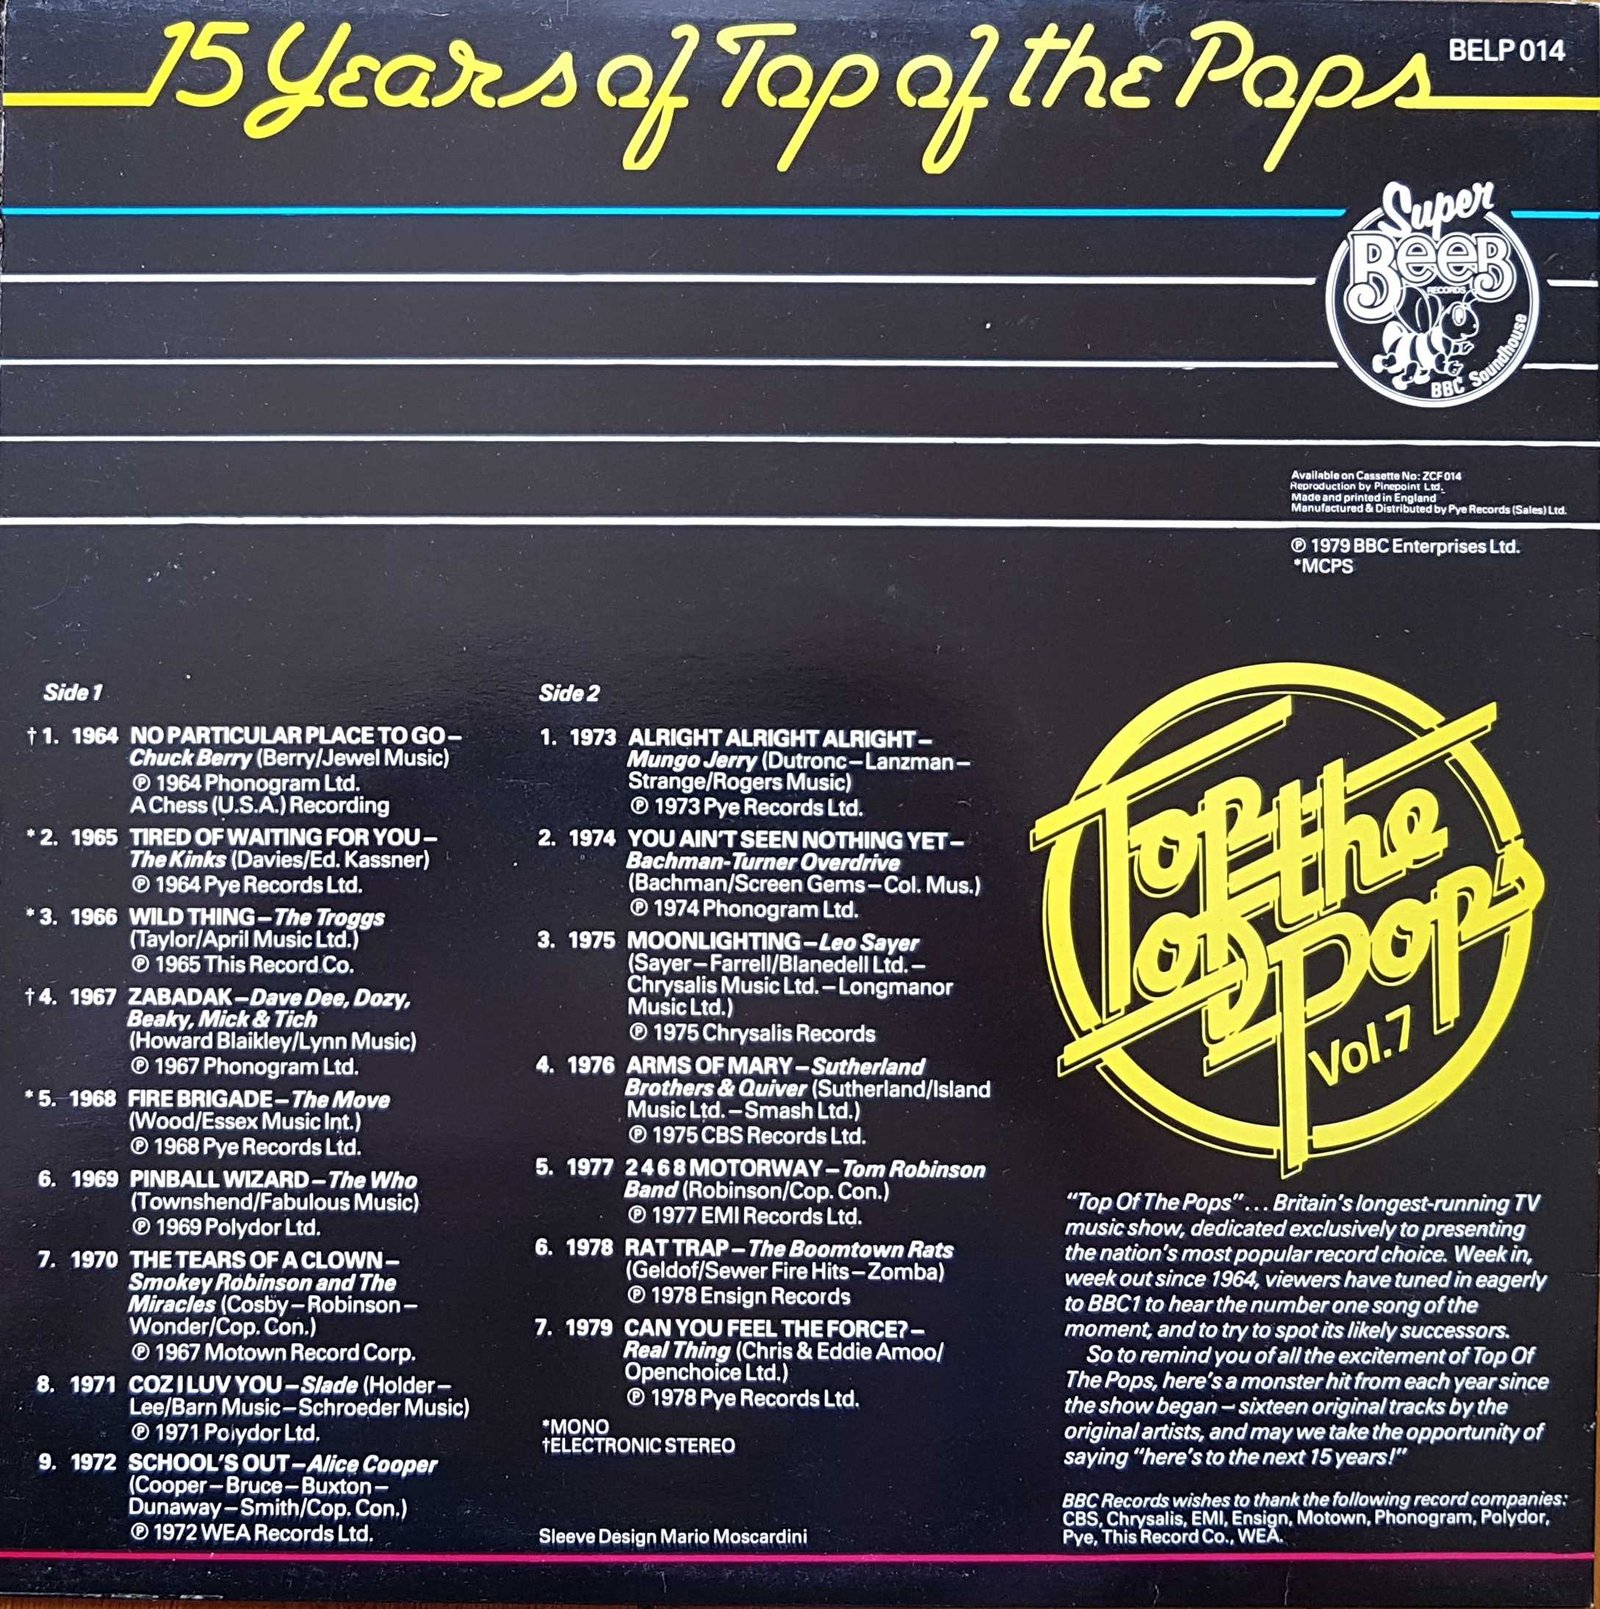 15 Years of Top of the Pops
BELP 014
Super
BeeB
RECORDS
BBC Soundhouse
Available on Cassette No: ZCF 014
Reproduction by Pinepoint Ltd.
Made and printed in England
Manufactured & Distributed by Pye Records (Sales) Ltd.
℗ 1979 BBC Enterprises Ltd.
*MCPS
Side 1
†1. 1964 NO PARTICULAR PLACE TO GO –
Chuck Berry (Berry/Jewel Music)
℗ 1964 Phonogram Ltd.
A Chess (U.S.A.) Recording
*2. 1965 TIRED OF WAITING FOR YOU –
The Kinks (Davies/Ed. Kassner)
℗ 1964 Pye Records Ltd.
*3. 1966 WILD THING – The Troggs
(Taylor/April Music Ltd.)
℗ 1965 This Record Co.
†4. 1967 ZABADAK – Dave Dee, Dozy,
Beaky, Mick & Tich
(Howard Blaikley/Lynn Music)
℗ 1967 Phonogram Ltd.
*5. 1968 FIRE BRIGADE – The Move
(Wood/Essex Music Int.)
℗ 1968 Pye Records Ltd.
6. 1969 PINBALL WIZARD – The Who
(Townshend/Fabulous Music)
℗ 1969 Polydor Ltd.
7. 1970 THE TEARS OF A CLOWN –
Smokey Robinson and The
Miracles (Cosby – Robinson –
Wonder/Cop. Con.)
℗ 1967 Motown Record Corp.
8. 1971 COZ I LUV YOU – Slade (Holder –
Lee/Barn Music – Schroeder Music)
℗ 1971 Polydor Ltd.
9. 1972 SCHOOL'S OUT – Alice Cooper
(Cooper – Bruce – Buxton –
Dunaway – Smith/Cop. Con.)
℗ 1972 WEA Records Ltd.
Side 2
1. 1973 ALRIGHT ALRIGHT ALRIGHT –
Mungo Jerry (Dutronc – Lanzman –
Strange/Rogers Music)
℗ 1973 Pye Records Ltd.
2. 1974 YOU AIN'T SEEN NOTHING YET –
Bachman-Turner Overdrive
(Bachman/Screen Gems – Col. Mus.)
℗ 1974 Phonogram Ltd.
3. 1975 MOONLIGHTING – Leo Sayer
(Sayer – Farrell/Blanedell Ltd. –
Chrysalis Music Ltd. – Longmanor
Music Ltd.)
℗ 1975 Chrysalis Records
4. 1976 ARMS OF MARY – Sutherland
Brothers & Quiver (Sutherland/Island
Music Ltd. – Smash Ltd.)
℗ 1975 CBS Records Ltd.
5. 1977 2 4 6 8 MOTORWAY – Tom Robinson
Band (Robinson/Cop. Con.)
℗ 1977 EMI Records Ltd.
6. 1978 RAT TRAP – The Boomtown Rats
(Geldof/Sewer Fire Hits – Zomba)
℗ 1978 Ensign Records
7. 1979 CAN YOU FEEL THE FORCE? –
Real Thing (Chris & Eddie Amoo/
Openchoice Ltd.)
℗ 1978 Pye Records Ltd.
*MONO
†ELECTRONIC STEREO
Sleeve Design Mario Moscardini
Top
of the
Pops
Vol. 7
"Top Of The Pops" ... Britain's longest-running TV
music show, dedicated exclusively to presenting
the nation's most popular record choice. Week in,
week out since 1964, viewers have tuned in eagerly
to BBC1 to hear the number one song of the
moment, and to try to spot its likely successors.
So to remind you of all the excitement of Top Of
The Pops, here's a monster hit from each year since
the show began – sixteen original tracks by the
original artists, and may we take the opportunity of
saying "here's to the next 15 years!"
BBC Records wishes to thank the following record companies:
CBS, Chrysalis, EMI, Ensign, Motown, Phonogram, Polydor,
Pye, This Record Co., WEA.